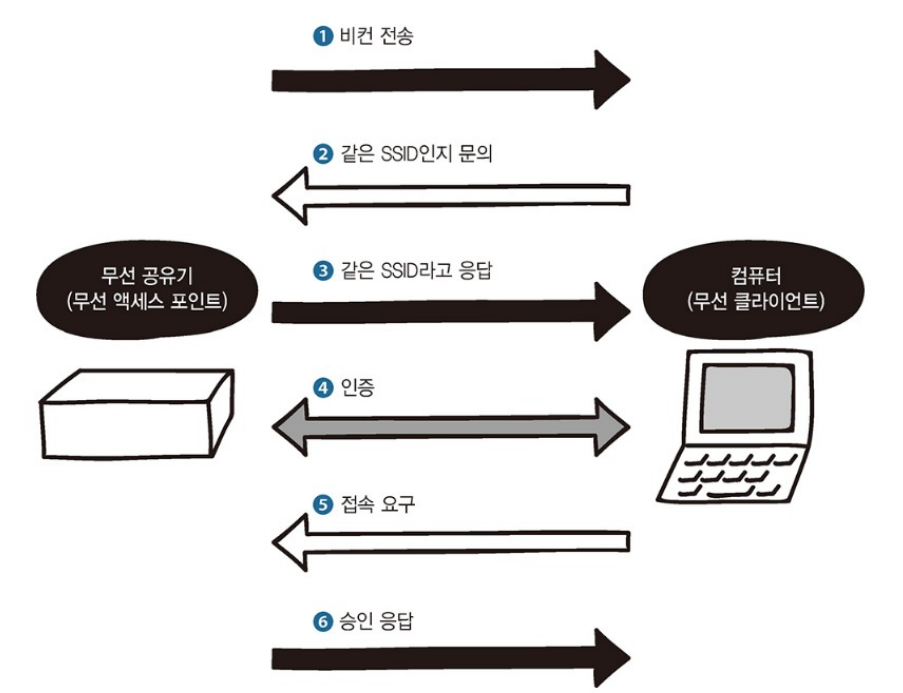 1 비컨 전송
2 같은 SSID인지 문의
무선 공유기
(무선 액세스 포인트)
3 같은 SSID라고 응답
컴퓨터
(무선 클라이언트)
4 인증
5 접속 요구
6 승인 응답